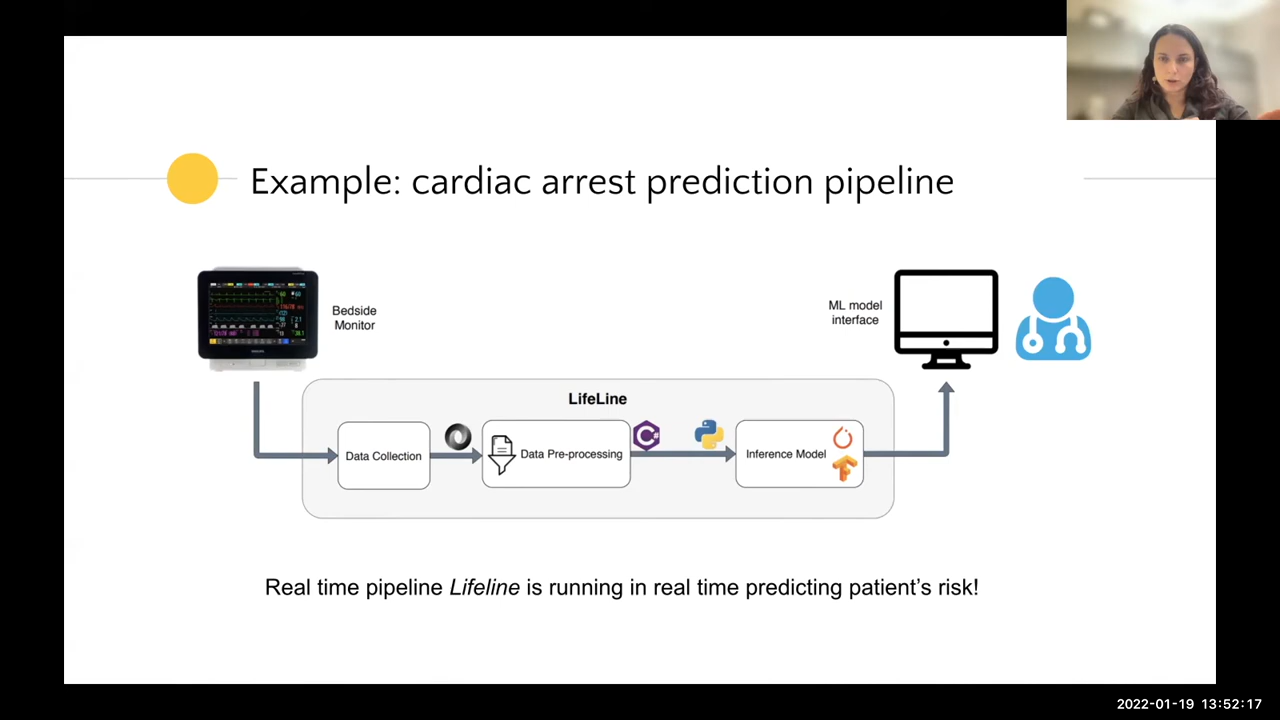 Example: cardiac arrest prediction pipeline
Bedside
Monitor
ML model
interface
LifeLine
Data Collection
Data Pre-processing
C#
Inference Model
Real time pipeline Lifeline is running in real time predicting patient's risk!
2022-01-19 13:52:17